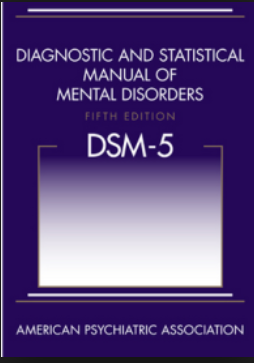 DIAGNOSTIC AND STATISTICAL
MANUAL OF
MENTAL DISORDERS
FIFTH EDITION
DSM-5
AMERICAN PSYCHIATRIC ASSOCIATION